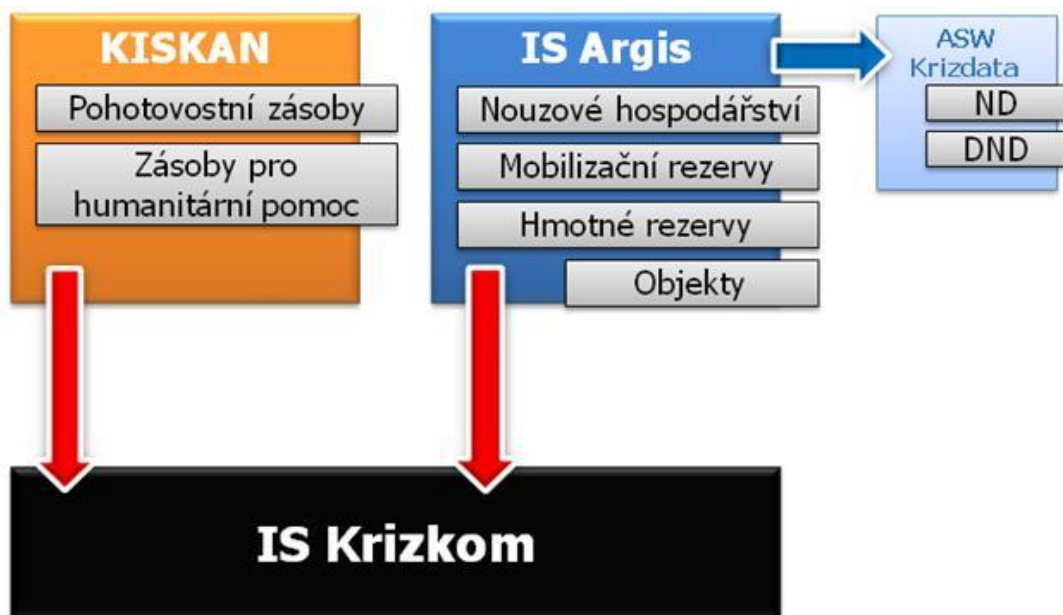 KISKAN
Pohotovostní zásoby
Zásoby pro
humanitární pomoc
IS Argis
Nouzové hospodářství
Mobilizační rezervy
Hmotné rezervy
Objekty
ASW
Krizdata
ND
DND
IS Krizkom